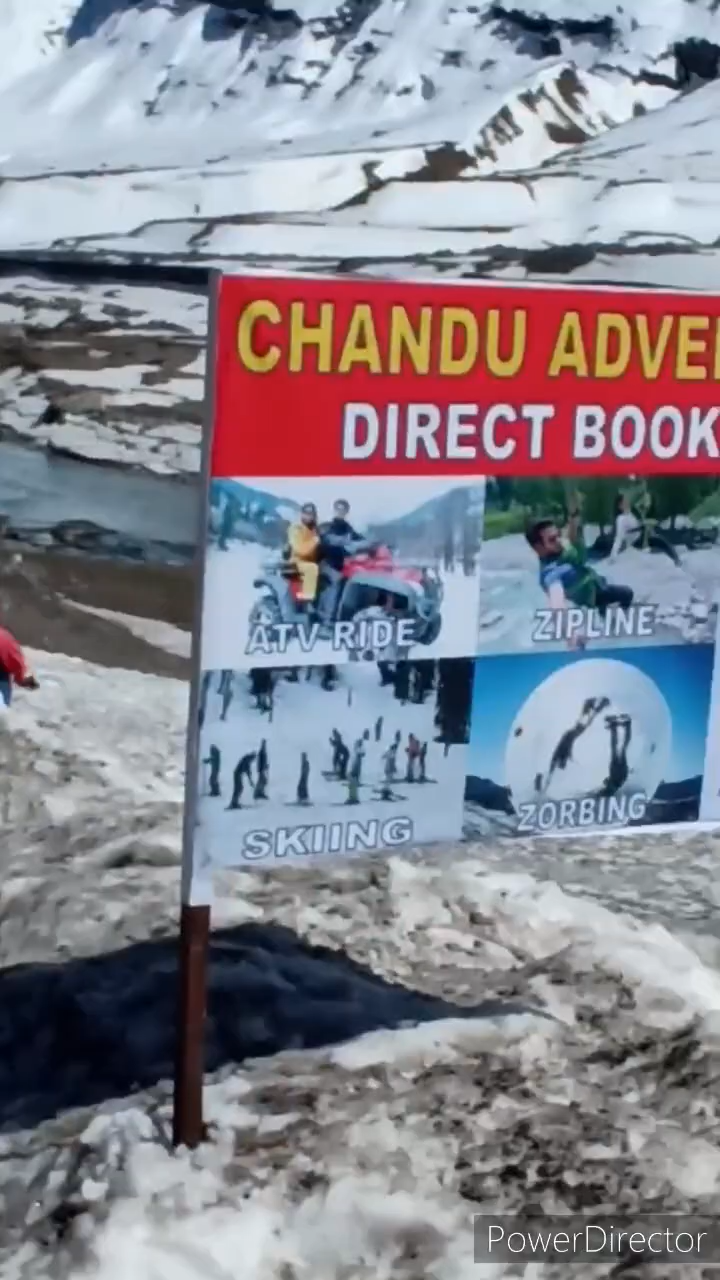 CHANDU ADVE
DIRECT BOOK
ATV RIDE
ZIPLINE
SKIING
ZORBING
PowerDirector